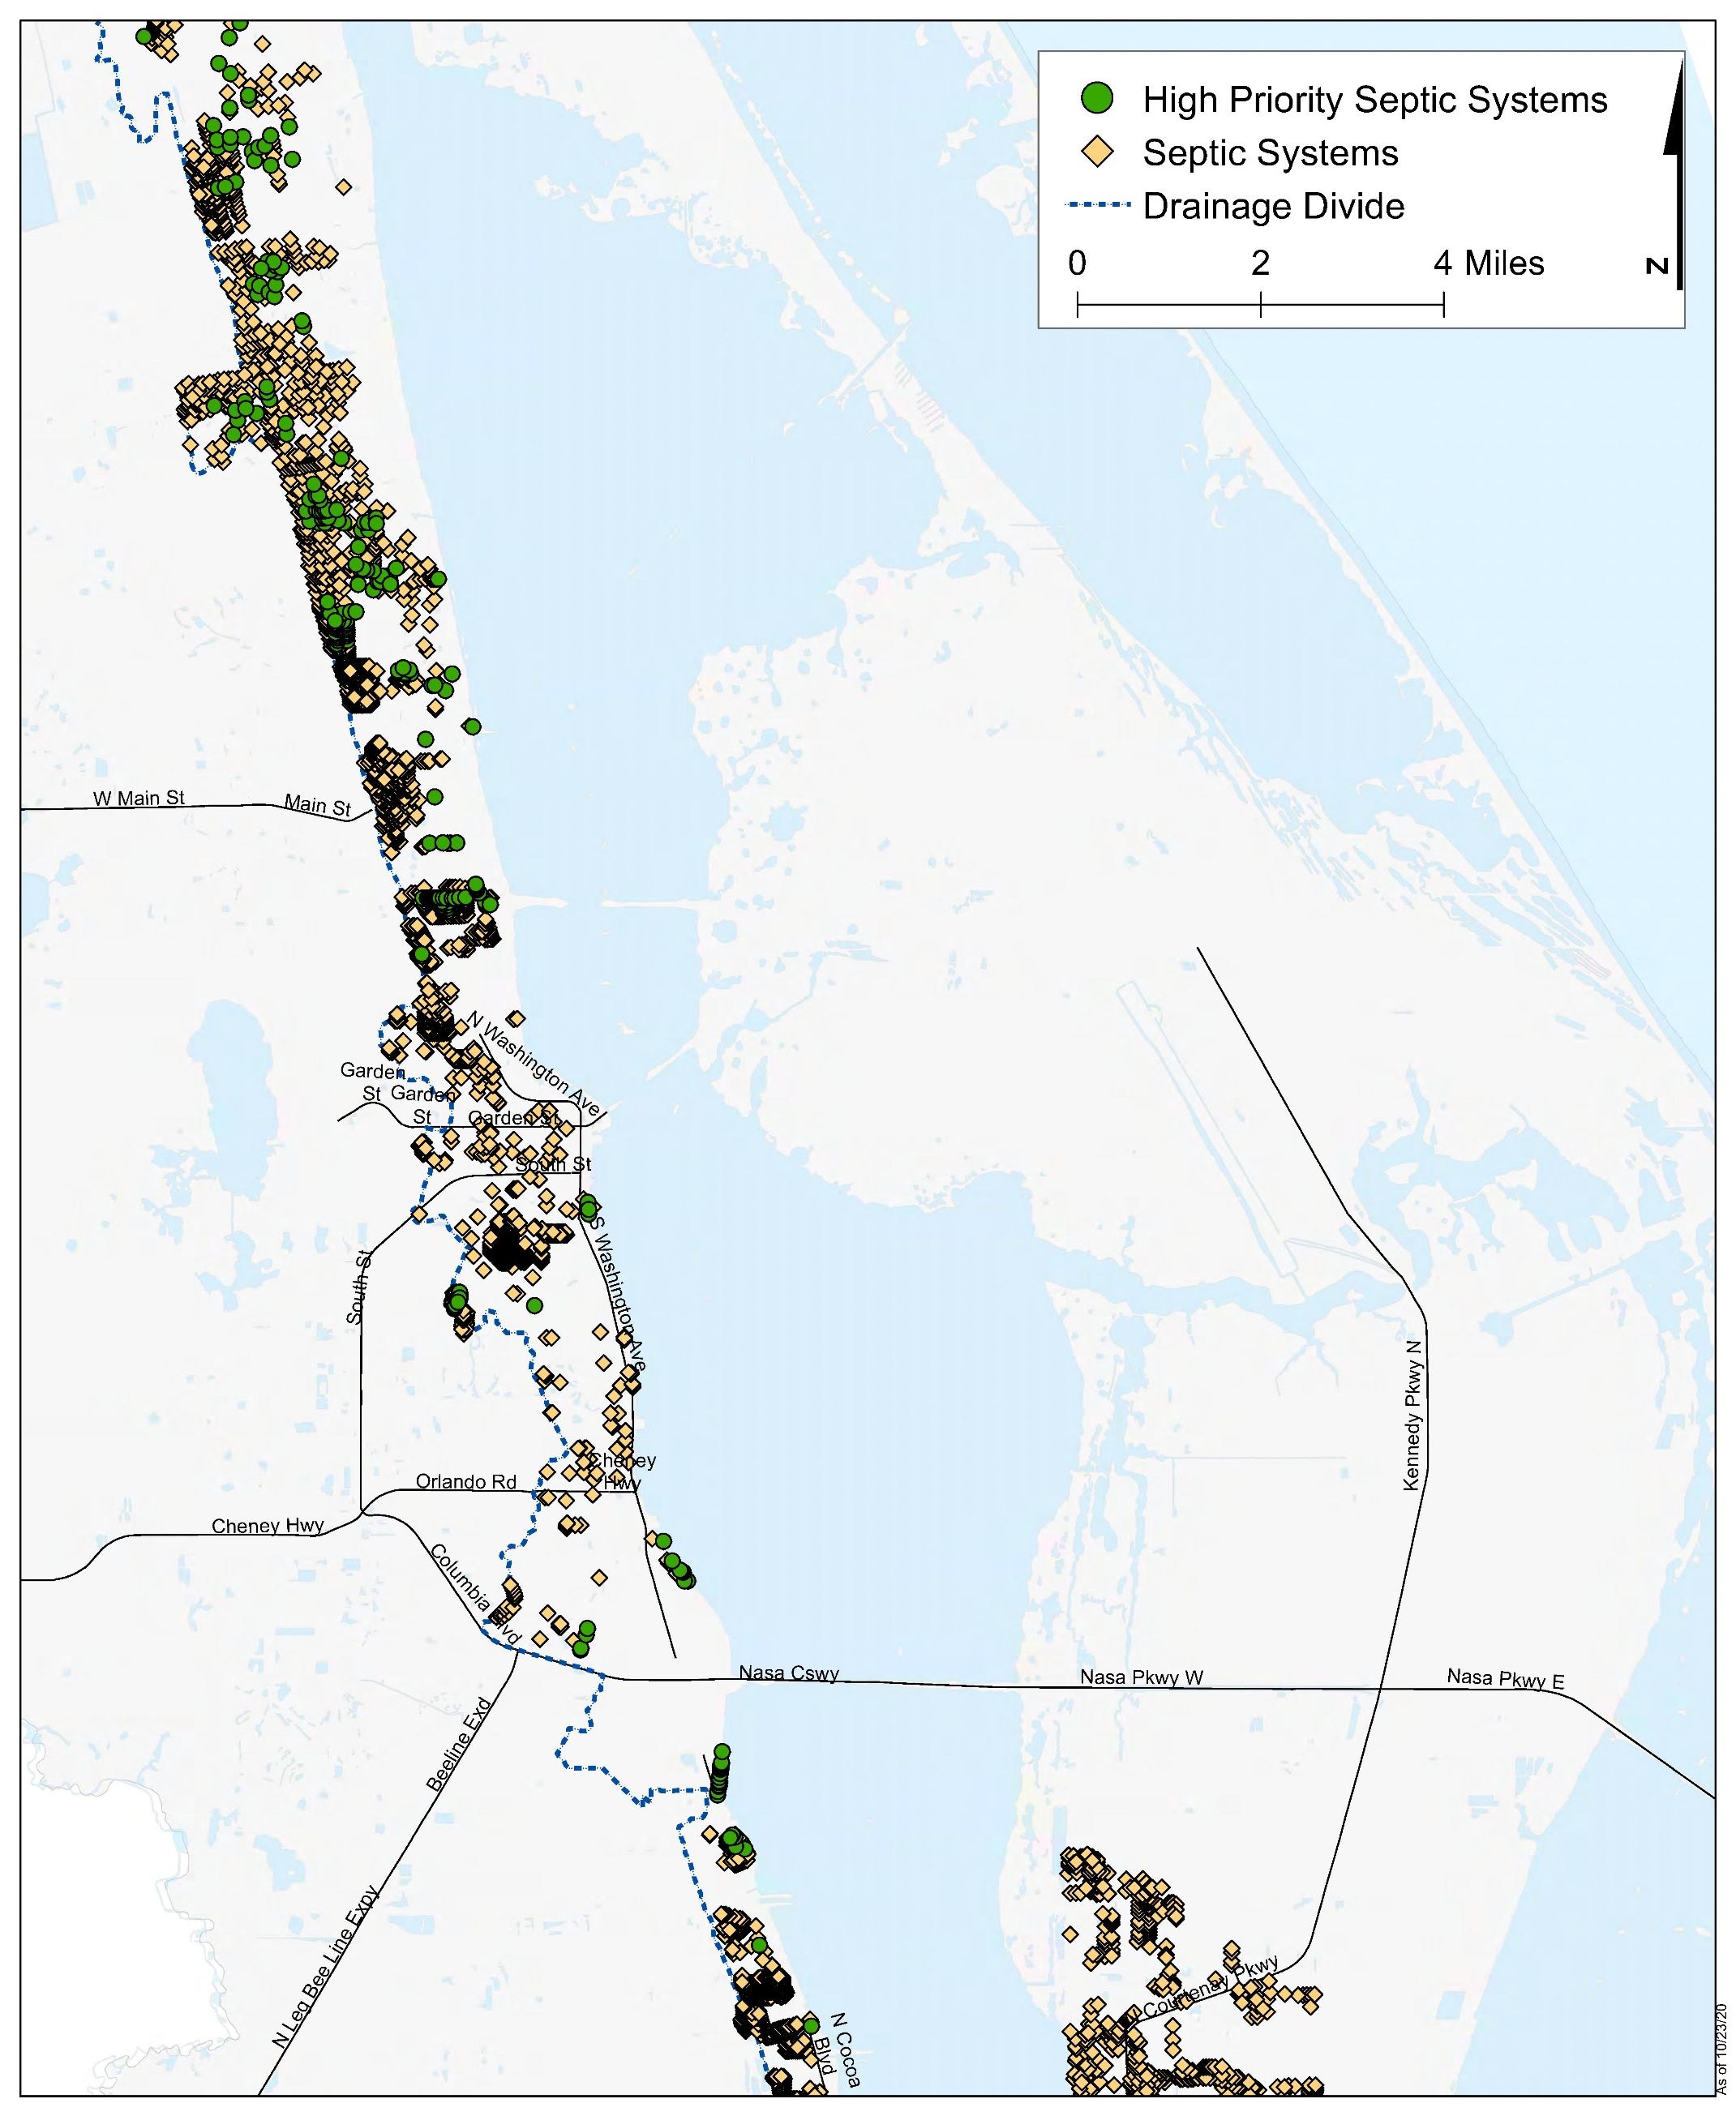 High Priority Septic Systems
Septic Systems
Drainage Divide
0 2 4 Miles
N
W Main St
Main St
N Washington Ave
Garden
St
Garden
St
Garden St
South St
South St
S Washington Ave
Kennedy Pkwy N
Cheney
Hwy
Orlando Rd
Cheney Hwy
Columbia Blvd
Nasa Cswy
Nasa Pkwy W
Nasa Pkwy E
Beeline Exd
N Leg Bee Line Expy
Courtenay Pkwy
N Cocoa
Blvd
As of 10/23/20